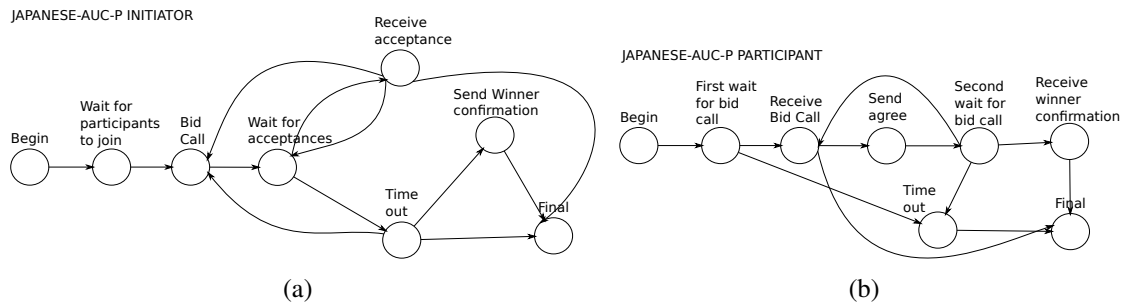 JAPANESE-AUC-P INITIATOR
Receive
acceptance
Wait for
participants
to join
Begin
Bid
Call
Wait for
acceptances
Send Winner
confirmation
Time
out
Final
(a)
JAPANESE-AUC-P PARTICIPANT
Begin
First wait
for bid
call
Receive
Bid Call
Send
agree
Second
wait for
bid call
Receive
winner
confirmation
Time
out
Final
(b)